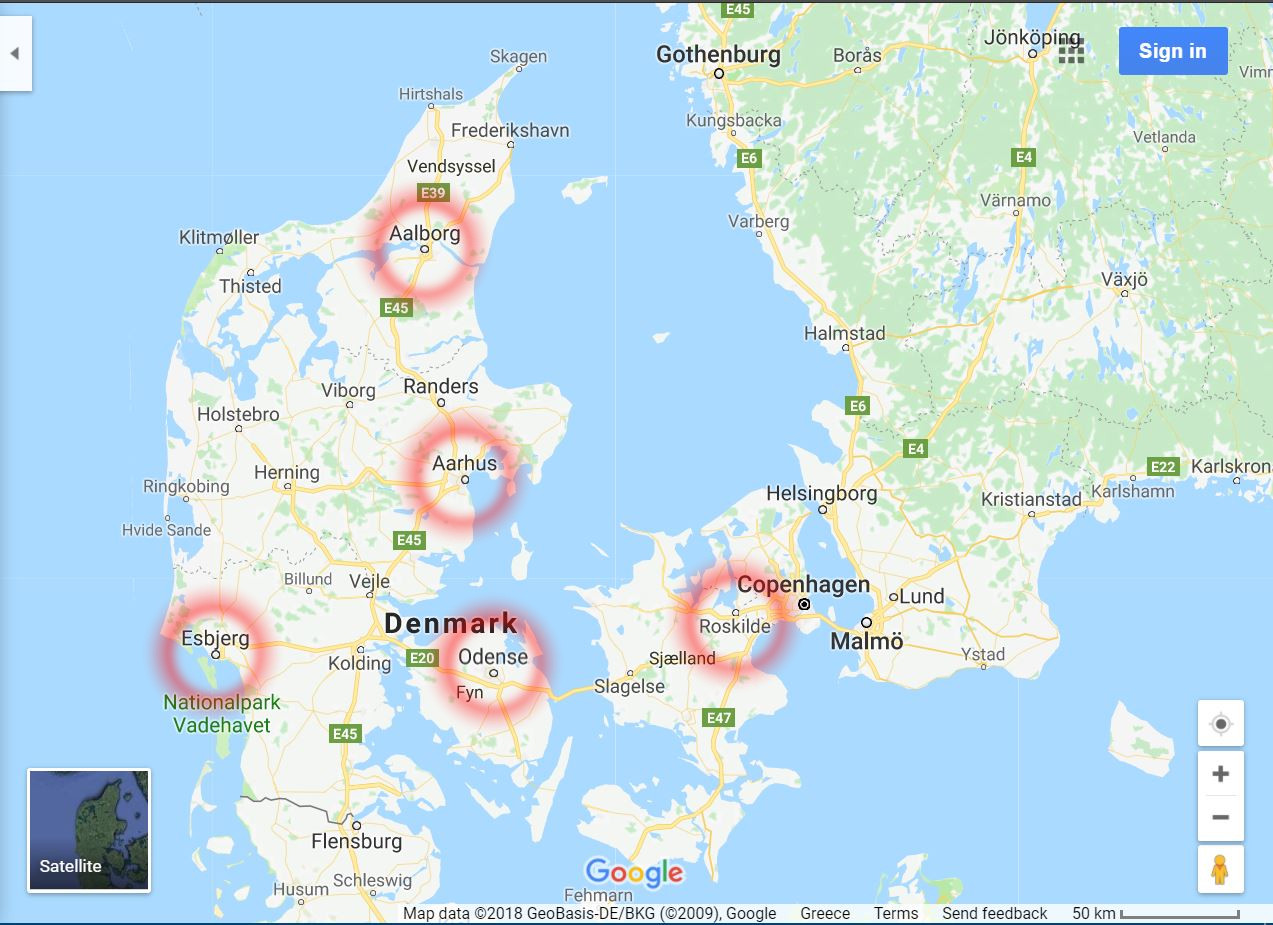 E45
Jönköping
Gothenburg
Borås
Sign in
Skagen
Vimm
Hirtshals
Kungsbacka
Frederikshavn
Vetlanda
Vendsyssel
E6
E4
E39
Värnamo
Varberg
Aalborg
Klitmøller
Thisted
Växjö
E45
Halmstad
Viborg
Randers
E6
Holstebro
E4
Aarhus
E22
Karlskron
Herning
Ringkobing
Helsingborg
Kristianstad
Karlshamn
Hvide Sande
E45
Billund
Vejle
Copenhagen
Lund
Denmark
Roskilde
Esbjerg
Malmö
Odense
E20
Sjælland
Ystad
Kolding
Slagelse
Fyn
Nationalpark
Vadehavet
E47
E45
Flensburg
Satellite
Google
Schleswig
Husum
Fehmarn
Map data ©2018 GeoBasis-DE/BKG (©2009), Google
Greece
Terms
Send feedback
50 km